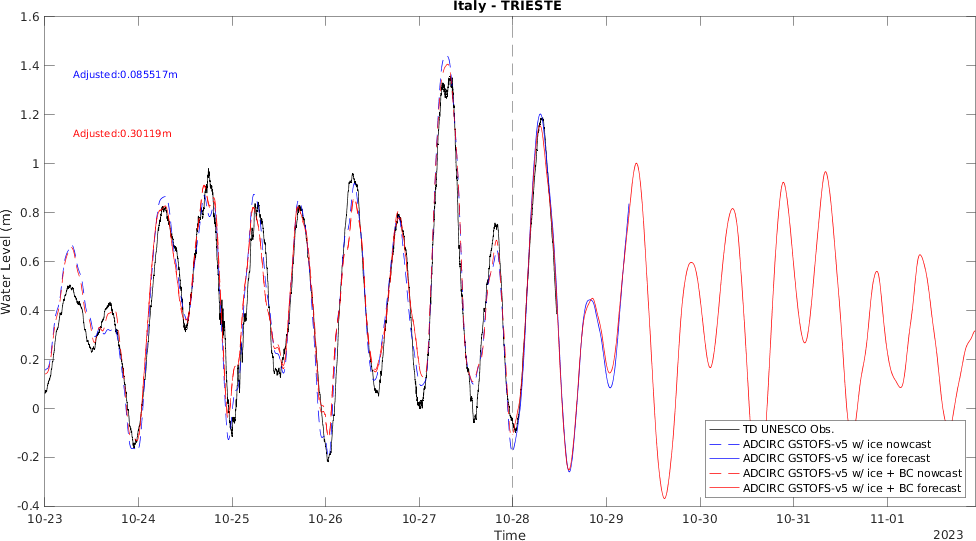 Italy - TRIESTE
1.6
1.4
1.2
1
0.8
0.6
0.4
0.2
0
-0.2
-0.4
Water Level (m)
Adjusted:0.085517m
Adjusted:0.30119m
TD UNESCO Obs.
ADCIRC GSTOFS-v5 w/ ice nowcast
ADCIRC GSTOFS-v5 w/ ice forecast
ADCIRC GSTOFS-v5 w/ ice + BC nowcast
ADCIRC GSTOFS-v5 w/ ice + BC forecast
10-23 10-24 10-25 10-26 10-27 10-28 10-29 10-30 10-31 11-01
Time
2023